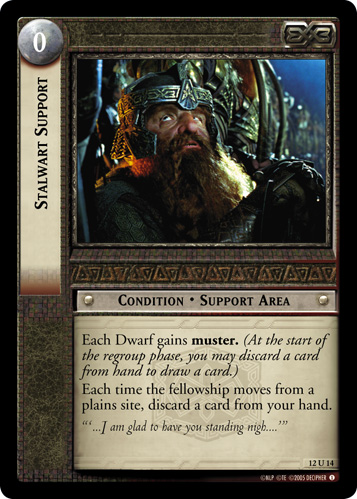 0
STALWART SUPPORT
CONDITION • SUPPORT AREA
Each Dwarf gains muster. (At the start
of the regroup phase, you may discard a card
from hand to draw a card.)
Each time the fellowship moves from a
plains site, discard a card from your hand.
“‘...I am glad to have you standing nigh....’”
12 U 14
©NLP ™TE ©2005 DECIPHER